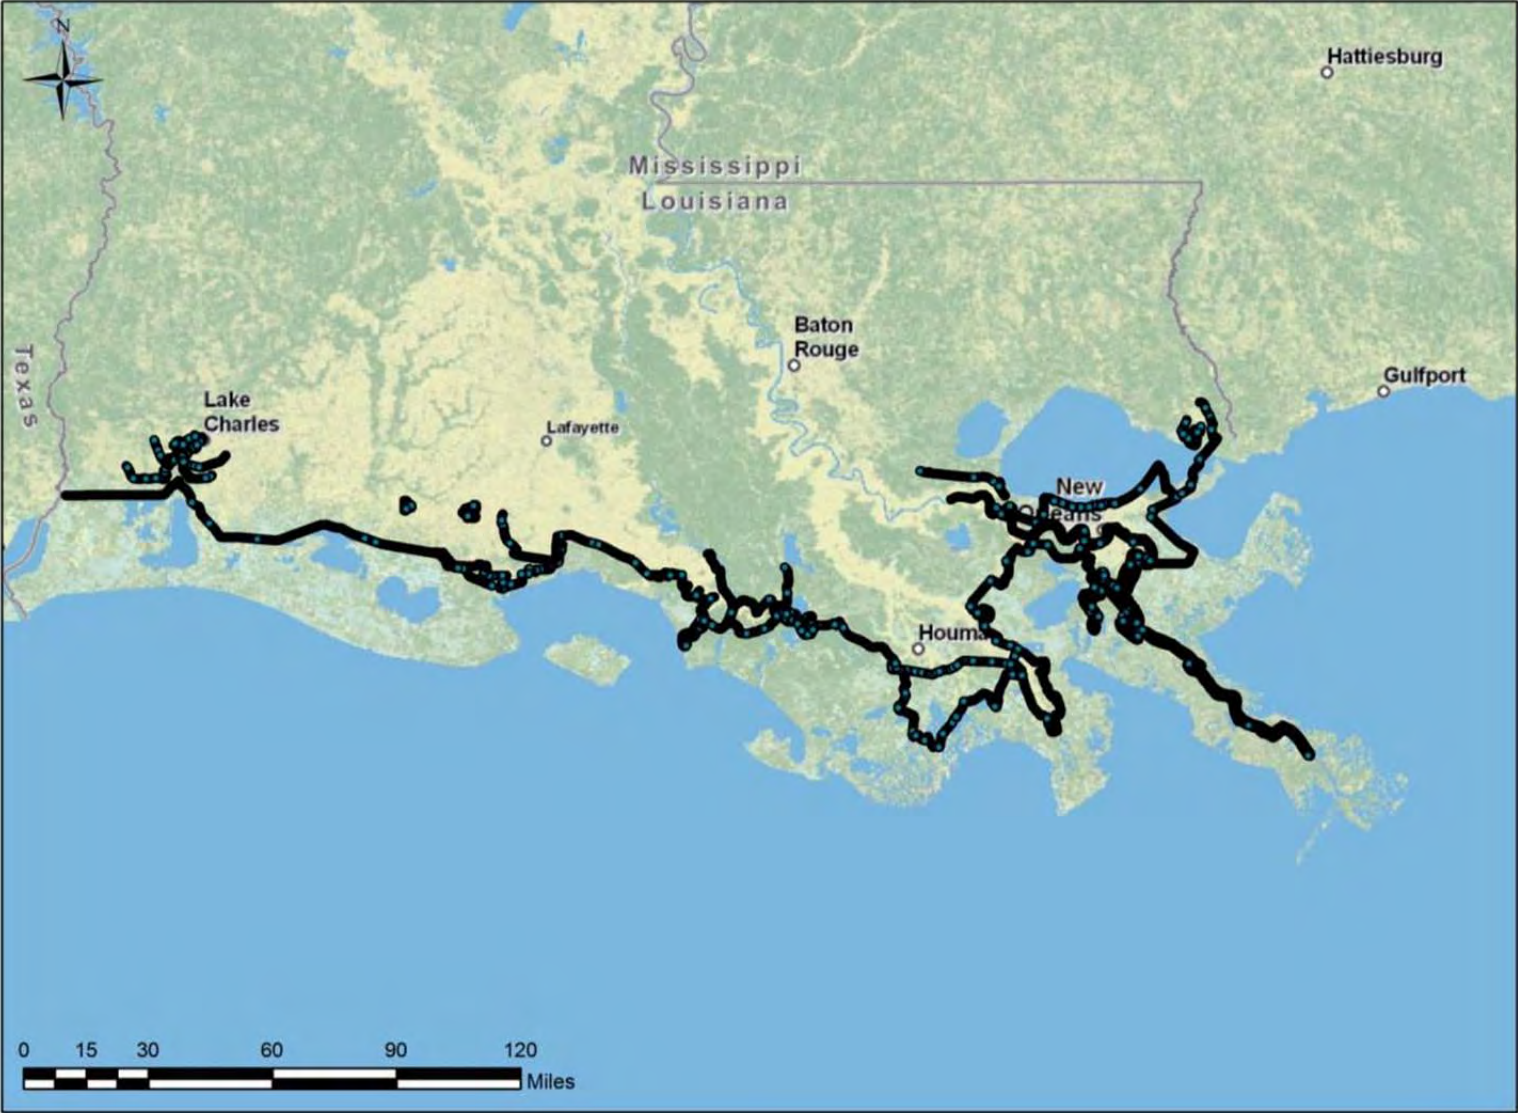 N
Hattiesburg
Mississippi
Louisiana
Baton
Rouge
Texas
Gulfport
Lake
Charles
Lafayette
New
Orleans
Houma
0 15 30 60 90 120
Miles